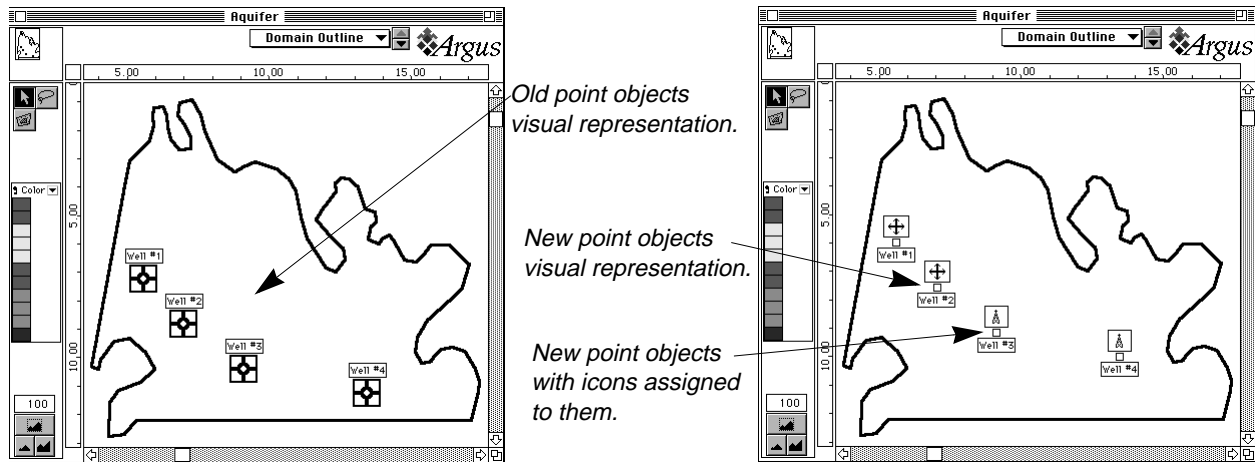 Aquifer
Domain Outline
Argus
5,00 10,00 15,00
Color
5,00
10,00
Well #1
Well #2
Well #3
Well #4
100
Old point objects
visual representation.
New point objects
visual representation.
New point objects
with icons assigned
to them.
Aquifer
Domain Outline
Argus
5,00 10,00 15,00
Color
5,00
10,00
Well #1
Well #2
Well #3
Well #4
100